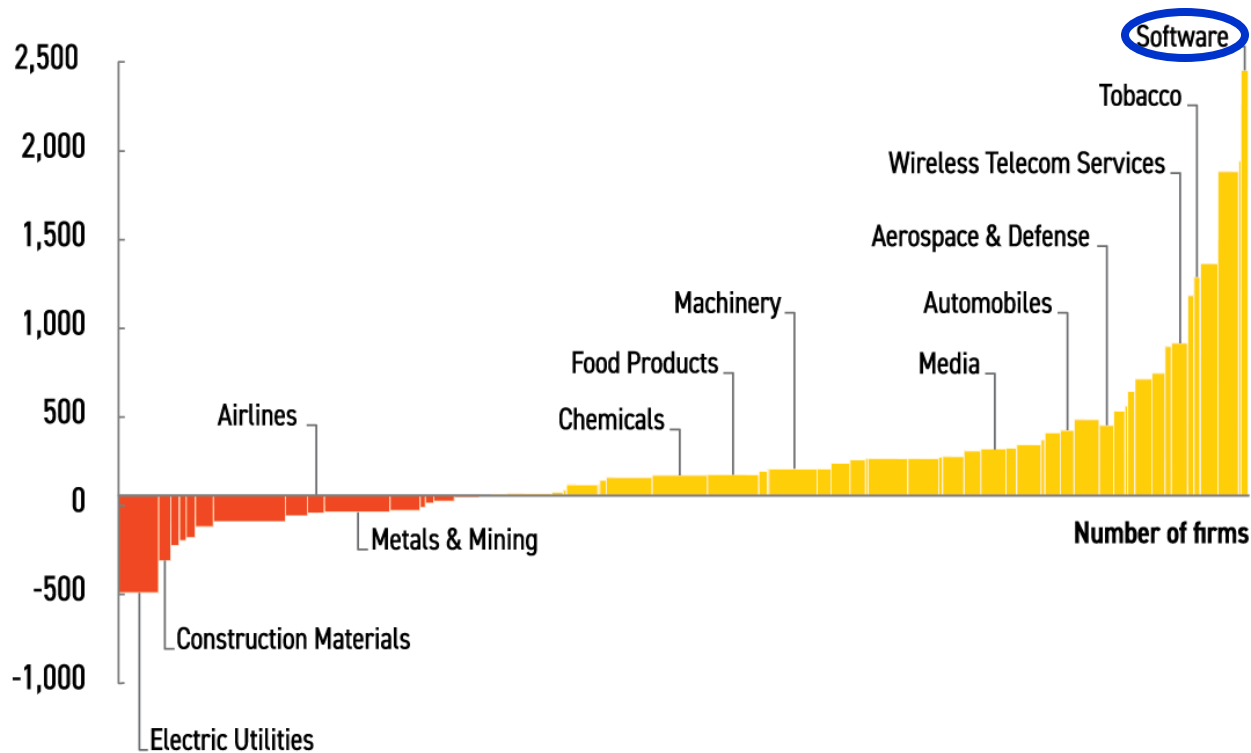 Software
2,500
Tobacco
2,000
Wireless Telecom Services
1,500
Aerospace & Defense
1,000
Machinery
Automobiles
Food Products
Media
500
Airlines
Chemicals
0
Number of firms
Metals & Mining
-500
Construction Materials
-1,000
Electric Utilities